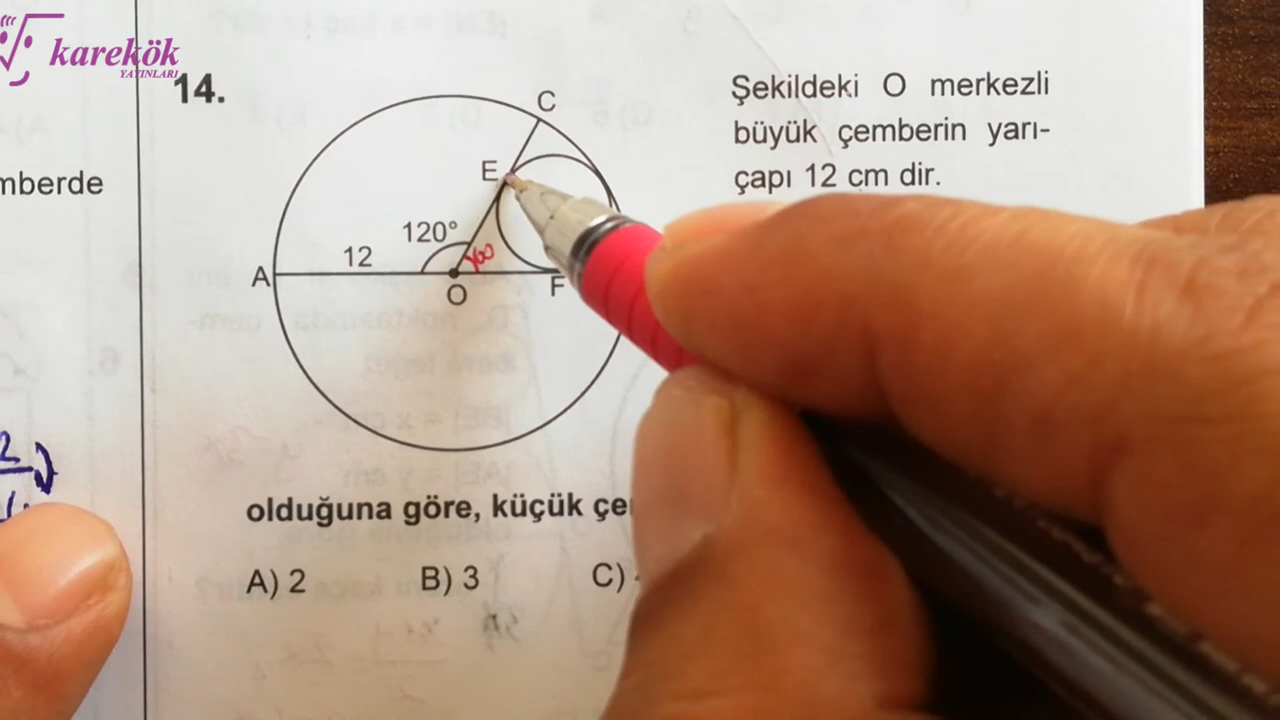 karekök
YAYINLARI
14.
Şekildeki O merkezli
büyük çemberin yarı-
çapı 12 cm dir.
mberde
C
E
120°
60
12
A
O
F
olduğuna göre, küçük çe
A) 2 B) 3 C)